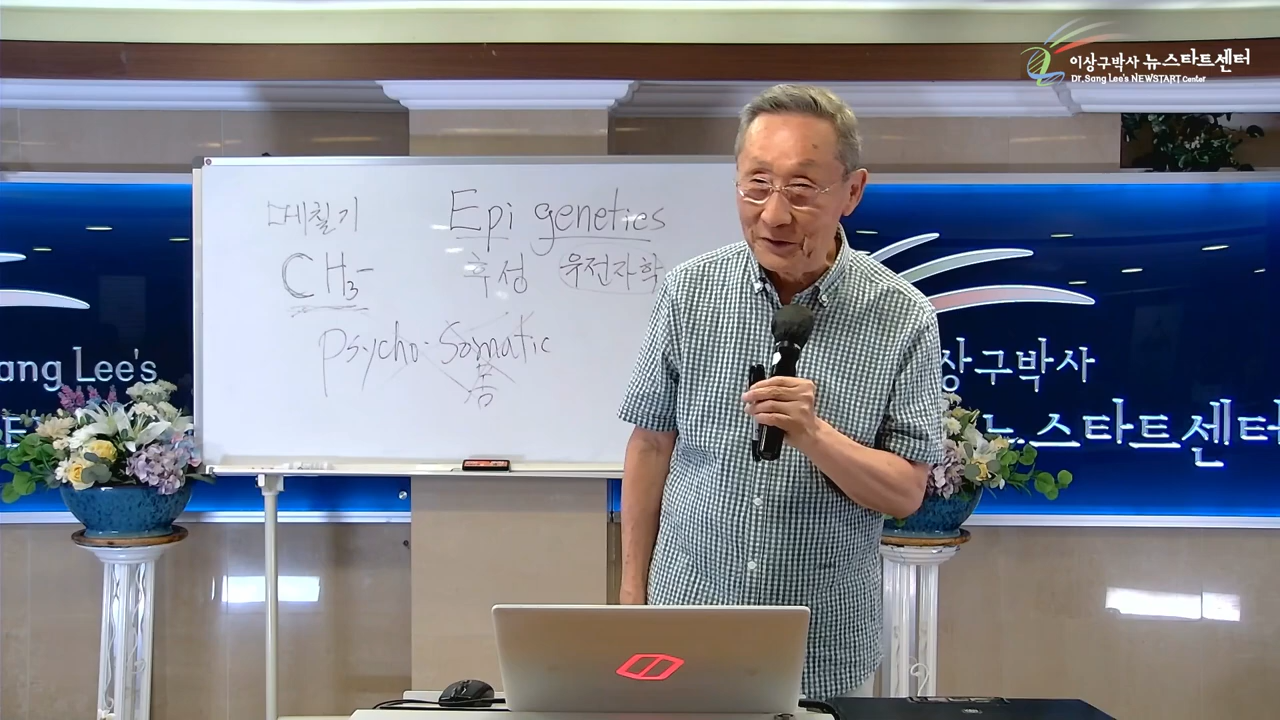 이상구박사 뉴스타트센터
Dr. Sang Lee's NEWSTART Center
메칠기
Epi genetics
CH₃-
후성 유전자학
Psycho-Somatic
몸
ang Lee's
상구박사
뉴스타트센터